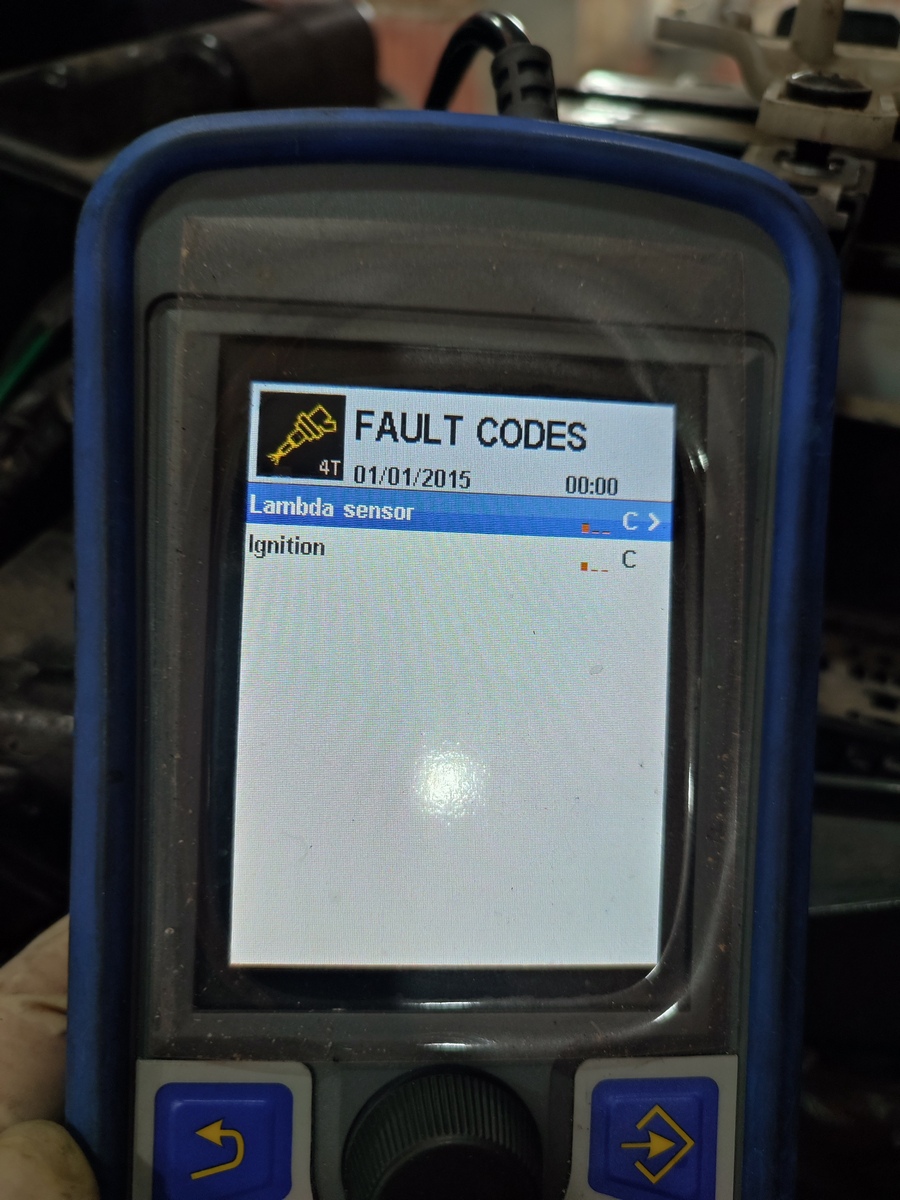 FAULT CODES
4T 01/01/2015 00:00
Lambda sensor C
Ignition C